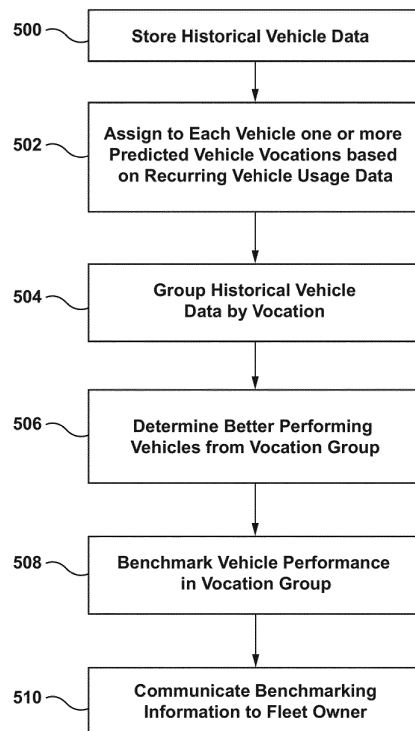 500
Store Historical Vehicle Data
502
Assign to Each Vehicle one or more
Predicted Vehicle Vocations based
on Recurring Vehicle Usage Data
504
Group Historical Vehicle
Data by Vocation
506
Determine Better Performing
Vehicles from Vocation Group
508
Benchmark Vehicle Performance
in Vocation Group
510
Communicate Benchmarking
Information to Fleet Owner